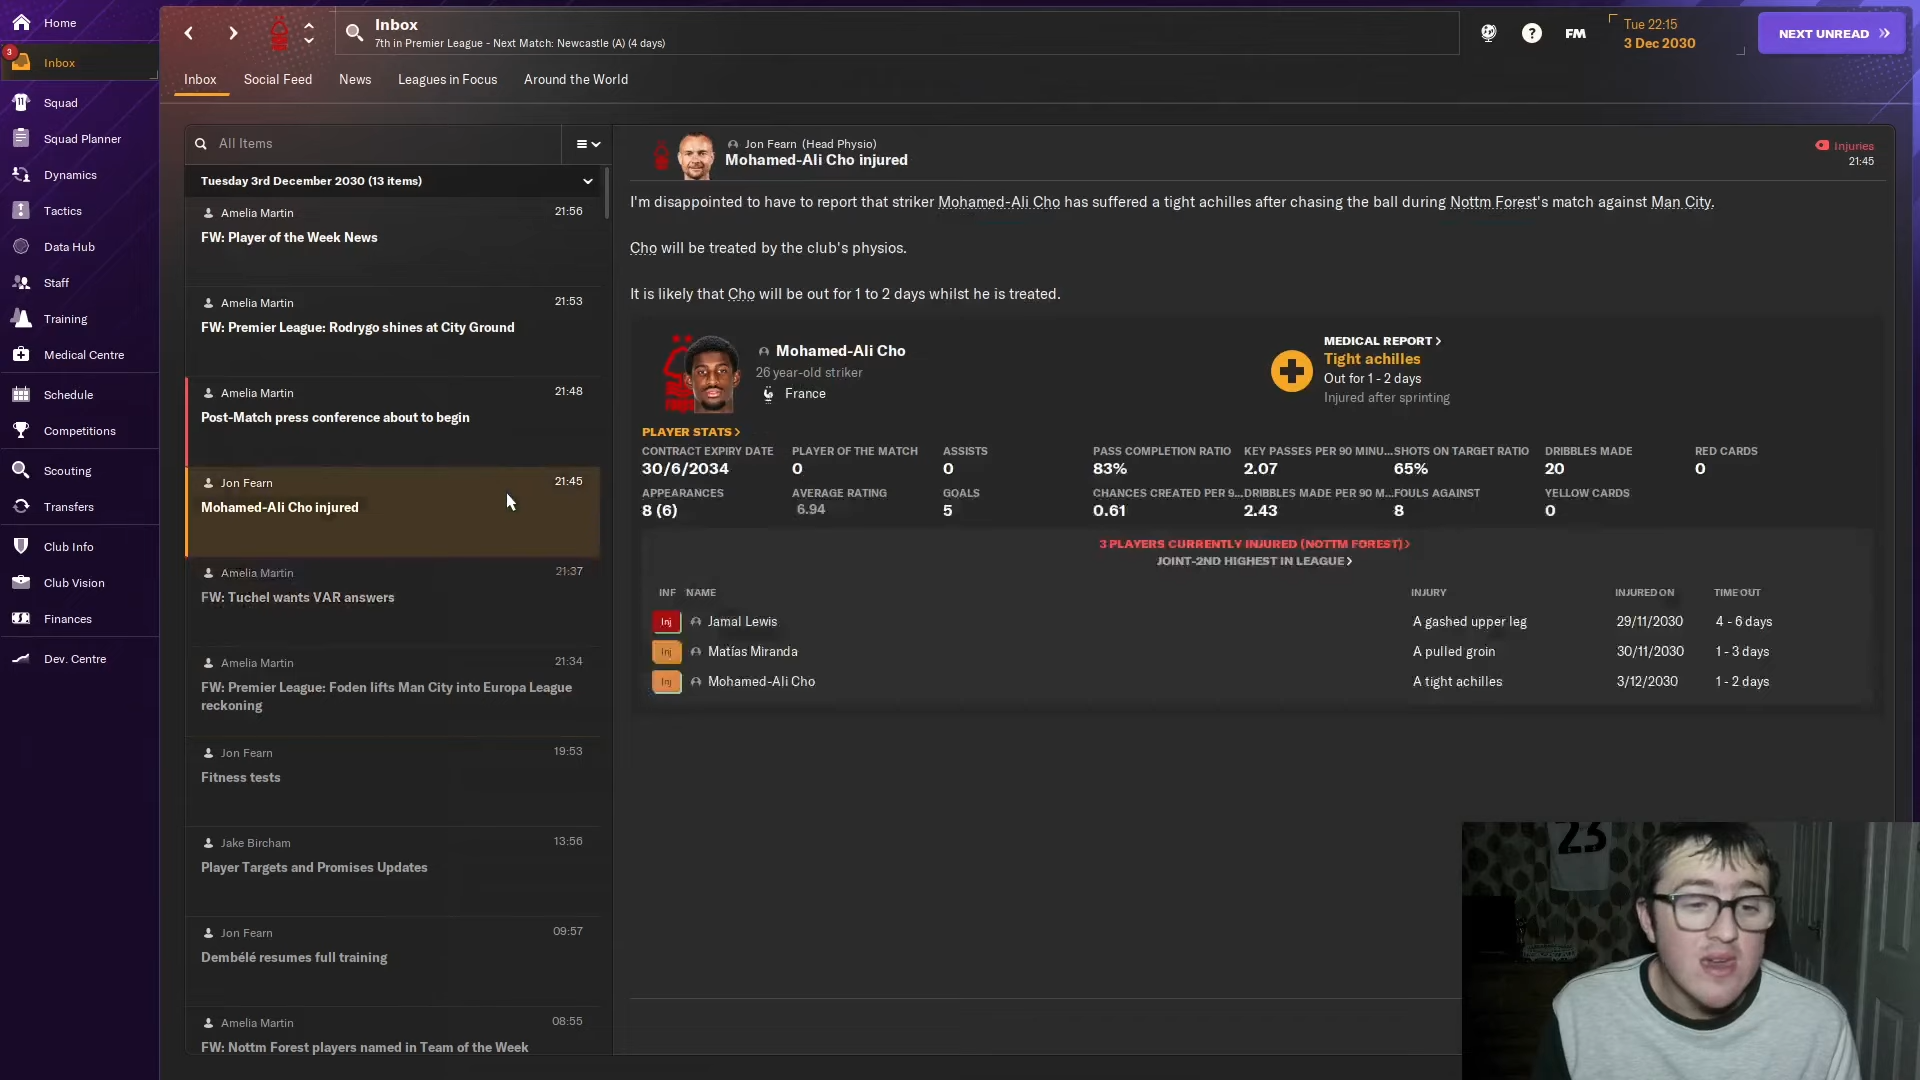 Home
3
Inbox
Squad
Squad Planner
Dynamics
Tactics
Data Hub
Staff
Training
Medical Centre
Schedule
Competitions
Scouting
Transfers
Club Info
Club Vision
Finances
Dev. Centre
Inbox
7th in Premier League - Next Match: Newcastle (A) (4 days)
FM
Tue 22:15
3 Dec 2030
NEXT UNREAD
Inbox Social Feed News Leagues in Focus Around the World
All Items
Tuesday 3rd December 2030 (13 items)
Amelia Martin 21:56
FW: Player of the Week News
Amelia Martin 21:53
FW: Premier League: Rodrygo shines at City Ground
Amelia Martin 21:48
Post-Match press conference about to begin
Jon Fearn 21:45
Mohamed-Ali Cho injured
Amelia Martin 21:37
FW: Tuchel wants VAR answers
Amelia Martin 21:34
FW: Premier League: Foden lifts Man City into Europa League
reckoning
Jon Fearn 19:53
Fitness tests
Jake Bircham 13:56
Player Targets and Promises Updates
Jon Fearn 09:57
Dembélé resumes full training
Amelia Martin 08:55
FW: Nottm Forest players named in Team of the Week
Jon Fearn (Head Physio)
Mohamed-Ali Cho injured
Injuries
21:45
I'm disappointed to have to report that striker Mohamed-Ali Cho has suffered a tight achilles after chasing the ball during Nottm Forest's match against Man City.
Cho will be treated by the club's physios.
It is likely that Cho will be out for 1 to 2 days whilst he is treated.
Mohamed-Ali Cho
26 year-old striker
France
MEDICAL REPORT >
Tight achilles
Out for 1 - 2 days
Injured after sprinting
PLAYER STATS >
CONTRACT EXPIRY DATE PLAYER OF THE MATCH ASSISTS PASS COMPLETION RATIO KEY PASSES PER 90 MINU... SHOTS ON TARGET RATIO DRIBBLES MADE RED CARDS
30/6/2034 0 0 83% 2.07 65% 20 0
APPEARANCES AVERAGE RATING GOALS CHANCES CREATED PER 9... DRIBBLES MADE PER 90 M... FOULS AGAINST YELLOW CARDS
8 (6) 6.94 5 0.61 2.43 8 0
3 PLAYERS CURRENTLY INJURED (NOTTM FOREST) >
JOINT-2ND HIGHEST IN LEAGUE >
INF NAME INJURY INJURED ON TIME OUT
Inj Jamal Lewis A gashed upper leg 29/11/2030 4 - 6 days
Inj Matías Miranda A pulled groin 30/11/2030 1 - 3 days
Inj Mohamed-Ali Cho A tight achilles 3/12/2030 1 - 2 days
23